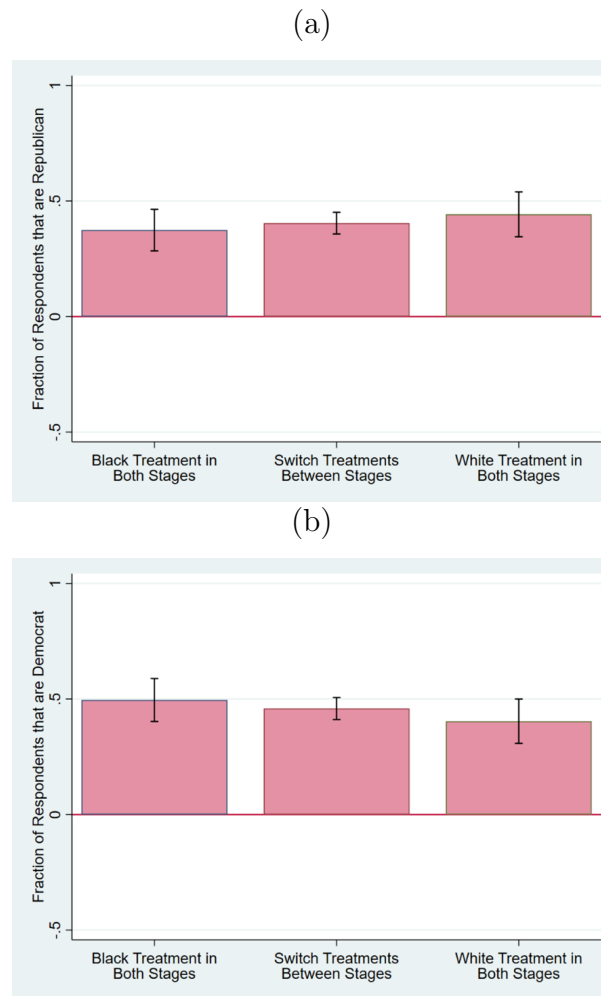 (a)
Fraction of Respondents that are Republican
1
.5
0
-.5
Black Treatment in
Both Stages
Switch Treatments
Between Stages
White Treatment in
Both Stages
(b)
Fraction of Respondents that are Democrat
1
.5
0
-.5
Black Treatment in
Both Stages
Switch Treatments
Between Stages
White Treatment in
Both Stages